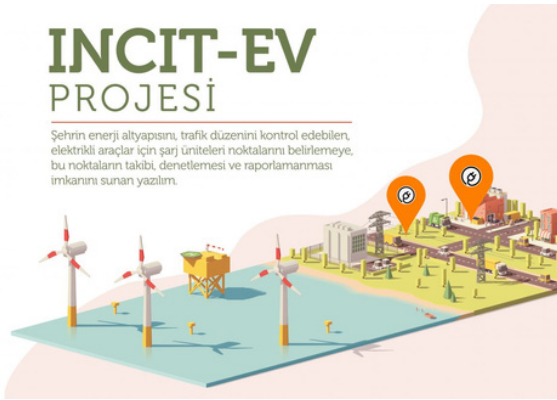 INCIT-EV
PROJESİ
Şehrin enerji altyapısını, trafik düzenini kontrol edebilen,
elektrikli araçlar için şarj üniteleri noktalarını belirlemeye,
bu noktaların takibi, denetlemesi ve raporlamanması
imkanını sunan yazılım.